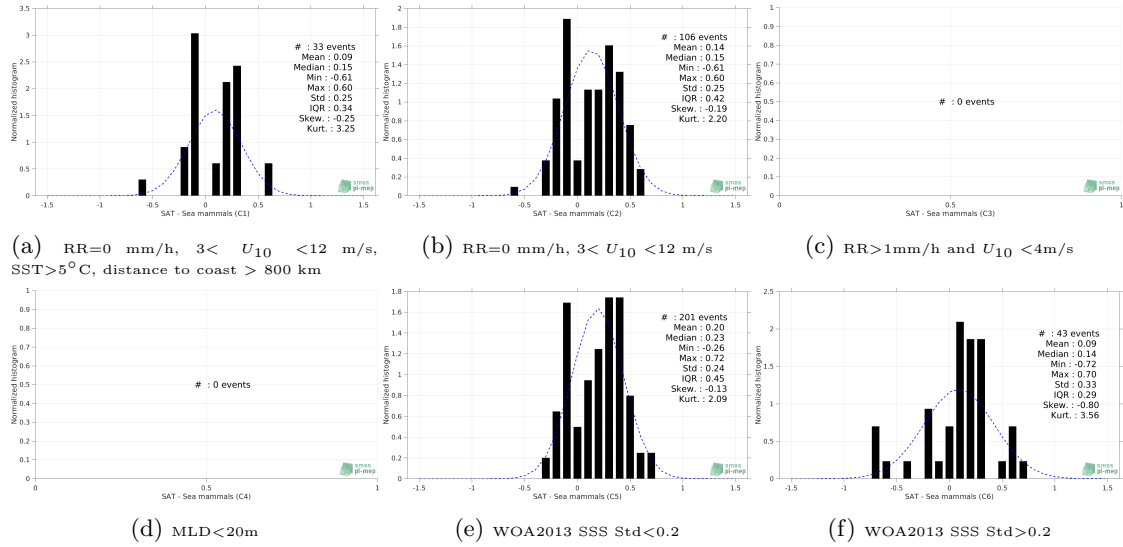 3.5
3
2.5
2
1.5
1
0.5
0
-1.5 -1 -0.5 0 0.5 1 1.5
Normalized histogram
SAT - Sea mammals (C1)
# : 33 events
Mean : 0.09
Median : 0.15
Min : -0.61
Max : 0.60
Std : 0.25
IQR : 0.34
Skew. : -0.25
Kurt. : 3.25
smos
pi-mep
2
1.8
1.6
1.4
1.2
1
0.8
0.6
0.4
0.2
0
-1.5 -1 -0.5 0 0.5 1 1.5
Normalized histogram
SAT - Sea mammals (C2)
# : 106 events
Mean : 0.14
Median : 0.15
Min : -0.61
Max : 0.60
Std : 0.25
IQR : 0.42
Skew. : -0.19
Kurt. : 2.20
smos
pi-mep
1
0.9
0.8
0.7
0.6
0.5
0.4
0.3
0.2
0.1
0
0 0.5 1
Normalized histogram
SAT - Sea mammals (C3)
# : 0 events
smos
pi-mep
(a) RR=0 mm/h, 3< U10 <12 m/s,
SST>5°C, distance to coast > 800 km
(b) RR=0 mm/h, 3< U10 <12 m/s
(c) RR>1mm/h and U10 <4m/s
1
0.9
0.8
0.7
0.6
0.5
0.4
0.3
0.2
0.1
0
0 0.5 1
Normalized histogram
SAT - Sea mammals (C4)
# : 0 events
smos
pi-mep
1.8
1.6
1.4
1.2
1
0.8
0.6
0.4
0.2
0
-1.5 -1 -0.5 0 0.5 1 1.5
Normalized histogram
SAT - Sea mammals (C5)
# : 201 events
Mean : 0.20
Median : 0.23
Min : -0.26
Max : 0.72
Std : 0.24
IQR : 0.45
Skew. : -0.13
Kurt. : 2.09
smos
pi-mep
2.5
2
1.5
1
0.5
0
-1.5 -1 -0.5 0 0.5 1 1.5
Normalized histogram
SAT - Sea mammals (C6)
# : 43 events
Mean : 0.09
Median : 0.14
Min : -0.72
Max : 0.70
Std : 0.33
IQR : 0.29
Skew. : -0.80
Kurt. : 3.56
smos
pi-mep
(d) MLD<20m
(e) WOA2013 SSS Std<0.2
(f) WOA2013 SSS Std>0.2